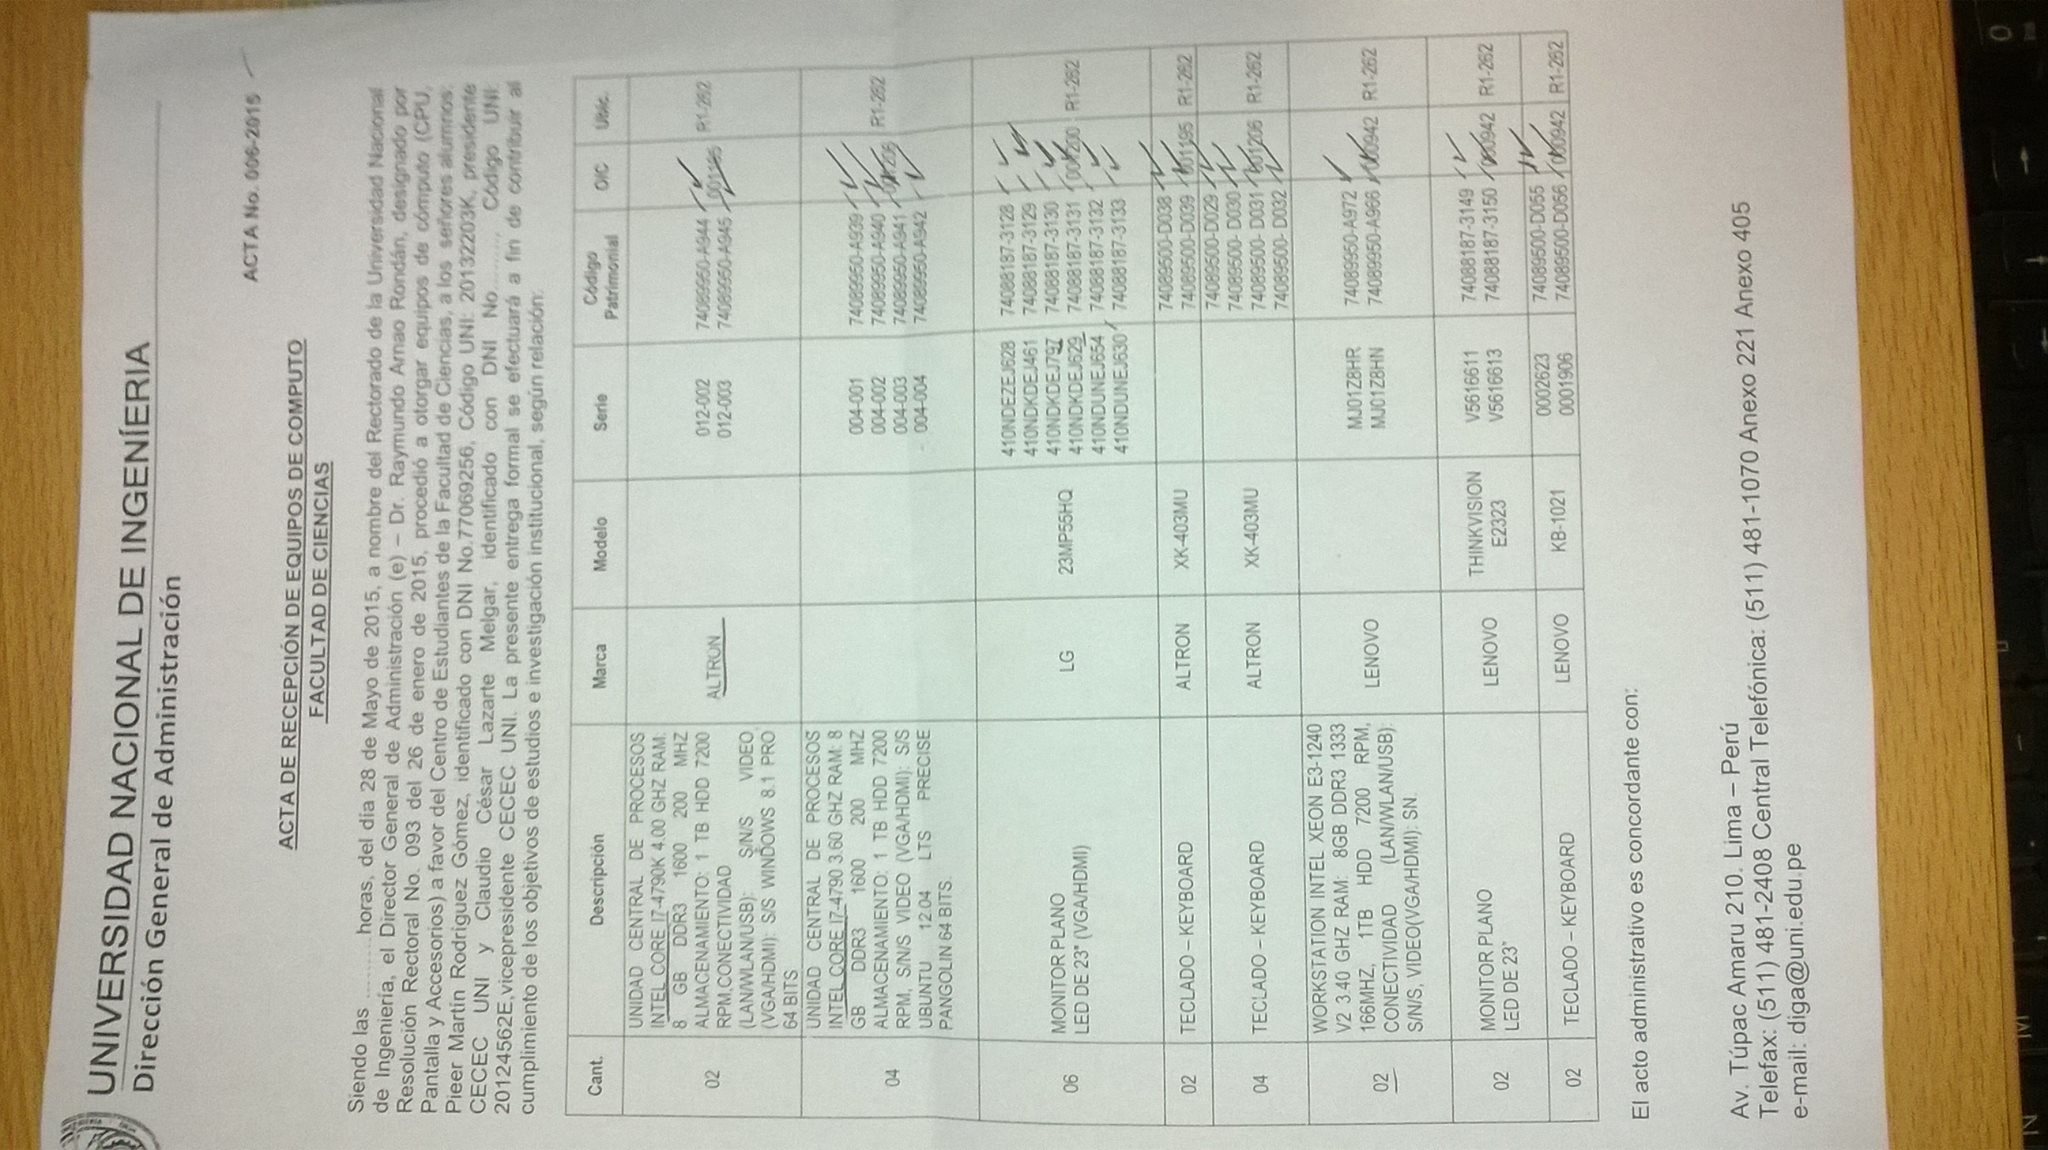 UNIVERSIDAD NACIONAL DE INGENÍERIA
Dirección General de Administración
ACTA No. 006-2015
ACTA DE RECEPCIÓN DE EQUIPOS DE COMPUTO
FACULTAD DE CIENCIAS
Siendo las ..........horas, del día 28 de Mayo de 2015, a nombre del Rectorado de la Universidad Nacional
de Ingeniería, el Director General de Administración (e) – Dr. Raymundo Arnao Rondán, designado por
Resolución Rectoral No. 093 del 26 de enero de 2015, procedió a otorgar equipos de cómputo (CPU,
Pantalla y Accesorios) a favor del Centro de Estudiantes de la Facultad de Ciencias, a los señores alumnos:
Pieer Martín Rodríguez Gómez, identificado con DNI No.77069256, Código UNI: 20132203K, presidente
CECEC UNI y Claudio César Lazarte Melgar, identificado con DNI No........., Código UNI:
20124562E,vicepresidente CECEC UNI. La presente entrega formal se efectuará a fin de contribuir al
cumplimiento de los objetivos de estudios e investigación institucional, según relación:
Cant. Descripción Marca Modelo Serie Código Patrimonial OIC Ubic.
02 UNIDAD CENTRAL DE PROCESOS ALTRON 012-002 74089950-A944 001195 R1-262
INTEL CORE I7-4790K 4.00 GHZ RAM: 012-003 74089950-A945
8 GB DDR3 1600 200 MHZ
ALMACENAMIENTO: 1 TB HDD 7200
RPM,CONECTIVIDAD
(LAN/WLAN/USB): S/N/S VIDEO,
(VGA/HDMI): S/S WINDOWS 8.1 PRO
64 BITS
04 UNIDAD CENTRAL DE PROCESOS 004-001 74089950-A939 R1-262
INTEL CORE I7-4790 3.60 GHZ RAM: 8 004-002 74089950-A940
GB DDR3 1600 200 MHZ 004-003 74089950-A941
ALMACENAMIENTO: 1 TB HDD 7200 004-004 74089950-A942
RPM, S/N/S VIDEO (VGA/HDMI): S/S
UBUNTU 12.04 LTS PRECISE
PANGOLIN 64 BITS.
06 MONITOR PLANO LG 23MP55HQ 410NDEZEJ628 74088187-3128 001200 R1-262
LED DE 23" (VGA/HDMI) 410NDKDEJ461 74088187-3129
410NDKDEJ797 74088187-3130
410NDKDEJ629 74088187-3131
410NDUNEJ654 74088187-3132
410NDUNEJ630 74088187-3133
02 TECLADO – KEYBOARD ALTRON XK-403MU 74089500-D038 001195 R1-262
74089500-D039
04 TECLADO – KEYBOARD ALTRON XK-403MU 74089500-D029 001206 R1-262
74089500- D030
74089500- D031
74089500- D032
02 WORKSTATION INTEL XEON E3-1240 LENOVO MJ01Z8HR 74089950-A972 000942 R1-262
V2 3.40 GHZ RAM: 8GB DDR3 1333 MJ01Z8HN 74089950-A966
166MHZ, 1TB HDD 7200 RPM,
CONECTIVIDAD (LAN/WLAN/USB):
S/N/S, VIDEO(VGA/HDMI): SN.
02 MONITOR PLANO LENOVO THINKVISION V5616611 74088187-3149 000942 R1-262
LED DE 23" E2323 V5616613 74088187-3150
02 TECLADO – KEYBOARD LENOVO KB-1021 0002623 74089500-D055 000942 R1-262
0001906 74089500-D056
El acto administrativo es concordante con:
Av. Túpac Amaru 210. Lima – Perú
Telefax: (511) 481-2408 Central Telefónica: (511) 481-1070 Anexo 221 Anexo 405
e-mail: diga@uni.edu.pe